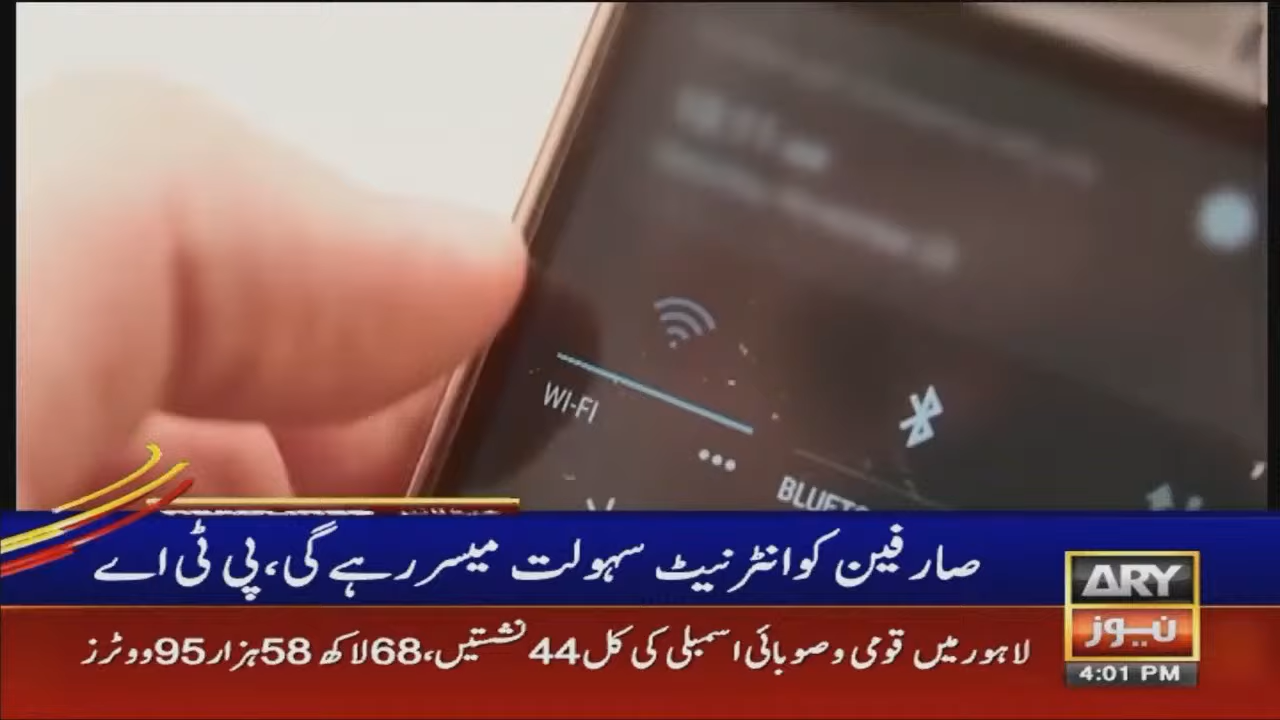 WI-FI
صارفین کو انٹرنیٹ سہولت میسر رہے گی، پی ٹی اے
ARY
نیوز
لاہور میں قومی و صوبائی اسمبلی کی کل 44 نشستیں، 68 لاکھ 58 ہزار 95 ووٹرز
4:01 PM